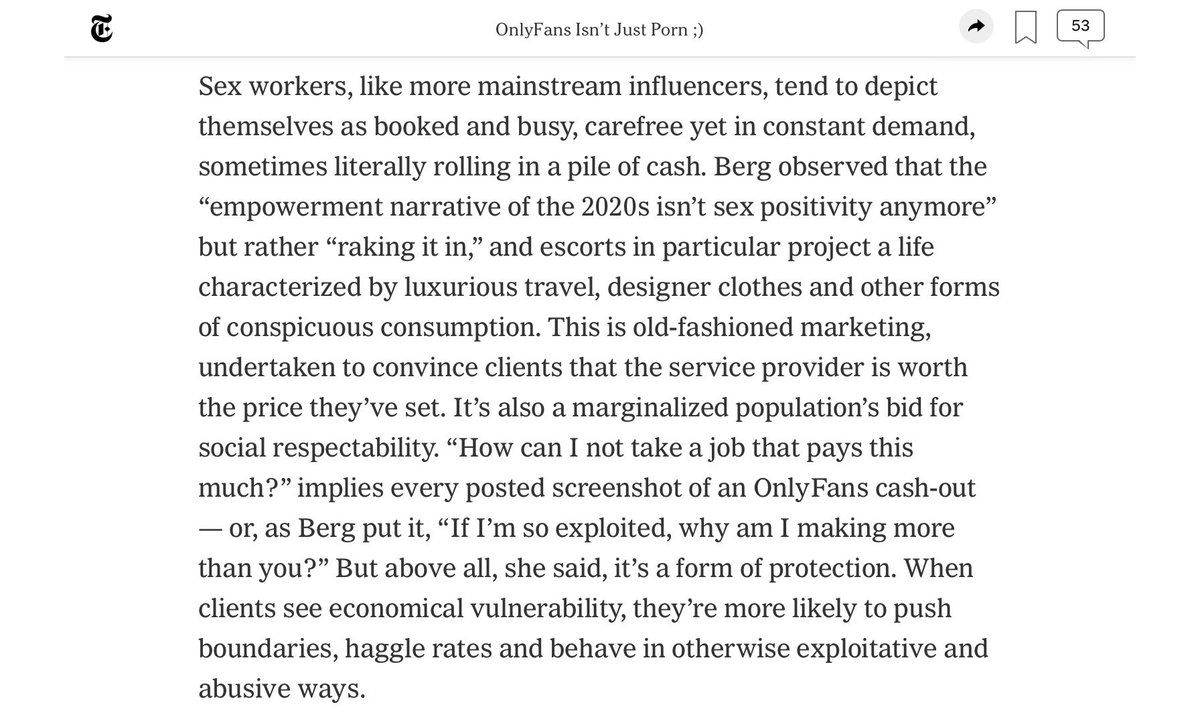 OnlyFans Isn’t Just Porn ;)
53
Sex workers, like more mainstream influencers, tend to depict
themselves as booked and busy, carefree yet in constant demand,
sometimes literally rolling in a pile of cash. Berg observed that the
“empowerment narrative of the 2020s isn’t sex positivity anymore”
but rather “raking it in,” and escorts in particular project a life
characterized by luxurious travel, designer clothes and other forms
of conspicuous consumption. This is old-fashioned marketing,
undertaken to convince clients that the service provider is worth
the price they’ve set. It’s also a marginalized population’s bid for
social respectability. “How can I not take a job that pays this
much?” implies every posted screenshot of an OnlyFans cash-out
— or, as Berg put it, “If I’m so exploited, why am I making more
than you?” But above all, she said, it’s a form of protection. When
clients see economical vulnerability, they’re more likely to push
boundaries, haggle rates and behave in otherwise exploitative and
abusive ways.